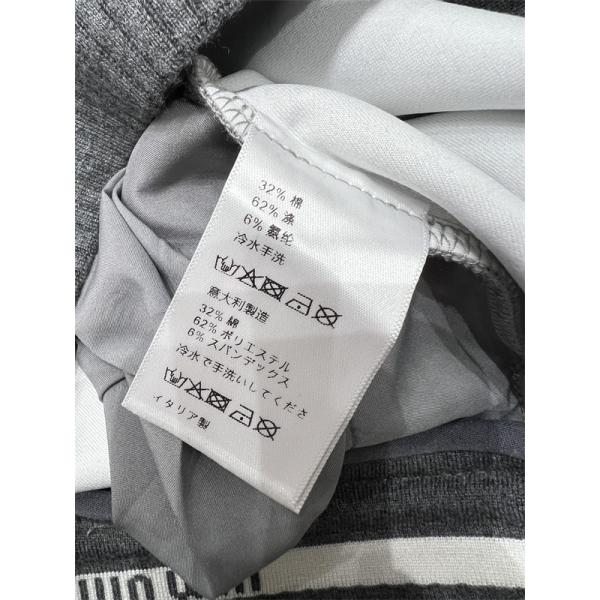 32% 棉
62% 涤
6% 氨纶
冷水手洗
意大利製造
32% 綿
62% ポリエステル
6% スパンデックス
冷水で手洗いしてくださ
イタリア製